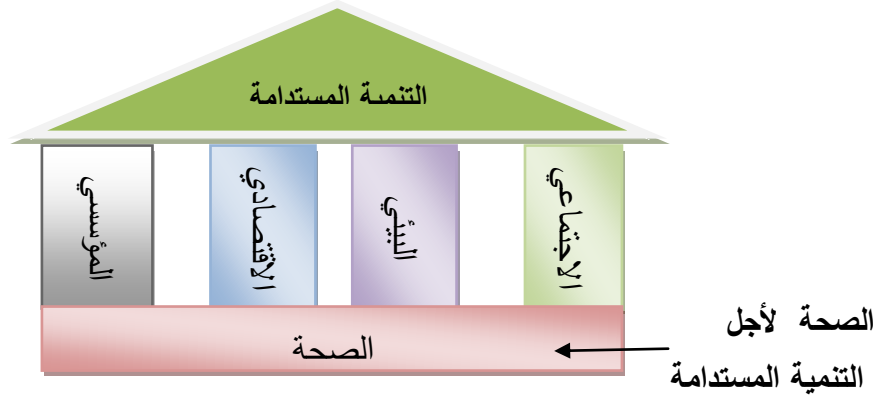 التنمية المستدامة
الاجتماعي
البيئي
الاقتصادي
المؤسسي
الصحة
الصحة لأجل
التنمية المستدامة